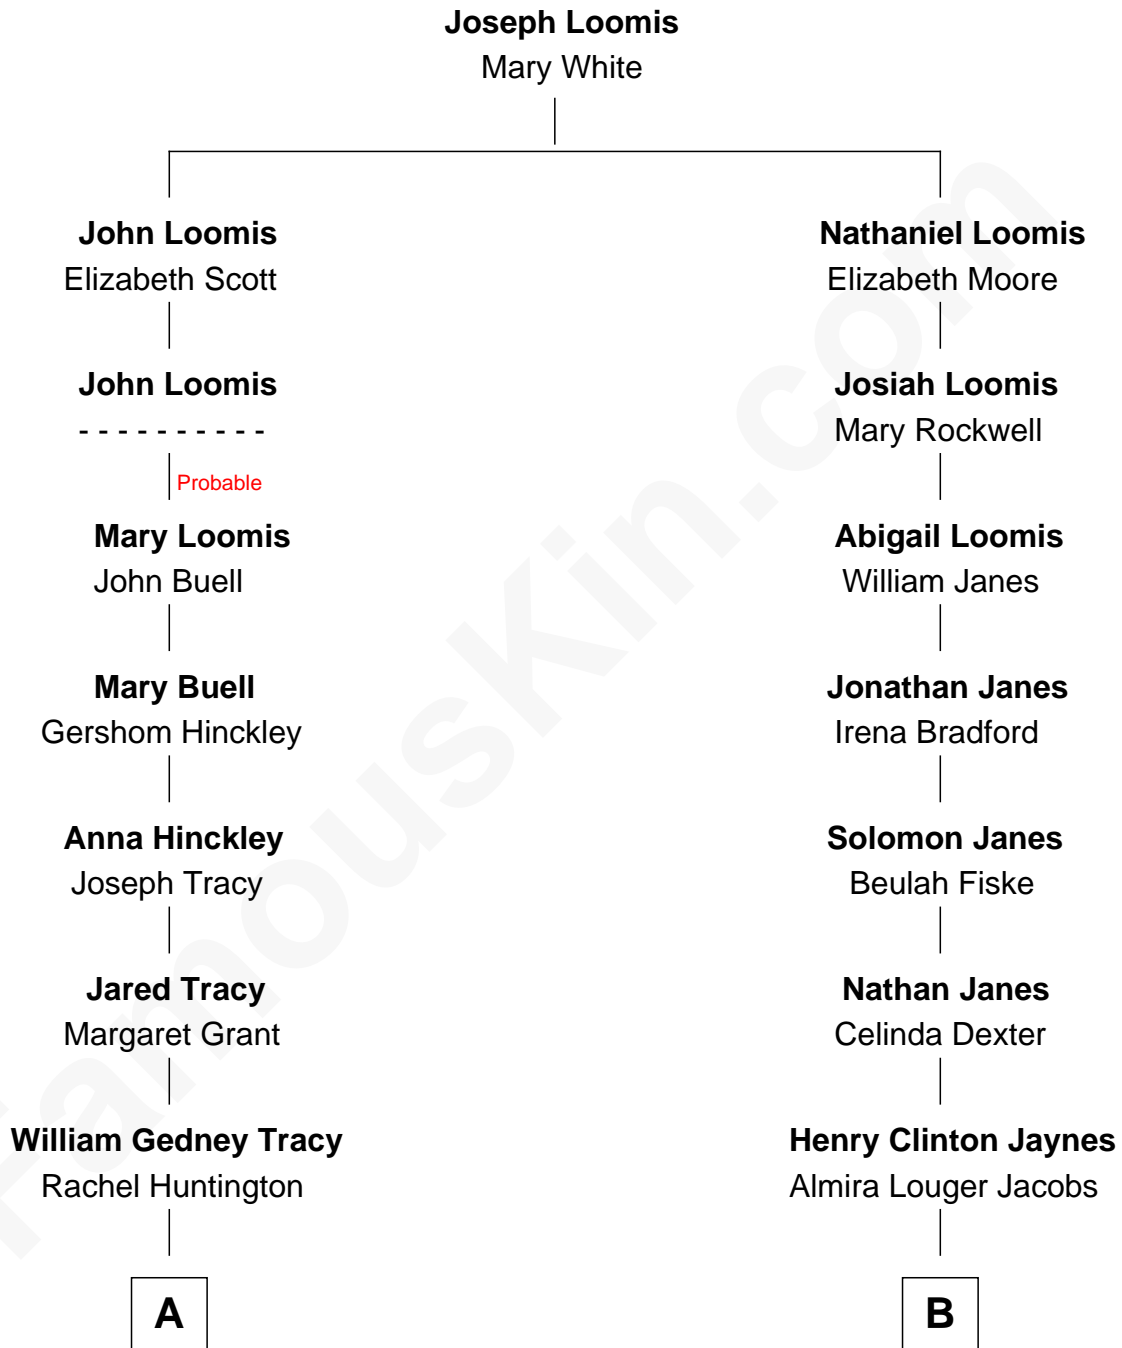 Joseph Loomis
Mary White
John Loomis
Elizabeth Scott
John Loomis
- - - - - - - - - -
Probable
Mary Loomis
John Buell
Mary Buell
Gershom Hinckley
Anna Hinckley
Joseph Tracy
Jared Tracy
Margaret Grant
William Gedney Tracy
Rachel Huntington
A
Nathaniel Loomis
Elizabeth Moore
Josiah Loomis
Mary Rockwell
Abigail Loomis
William Janes
Jonathan Janes
Irena Bradford
Solomon Janes
Beulah Fiske
Nathan Janes
Celinda Dexter
Henry Clinton Jaynes
Almira Louger Jacobs
B
FamousKin.com